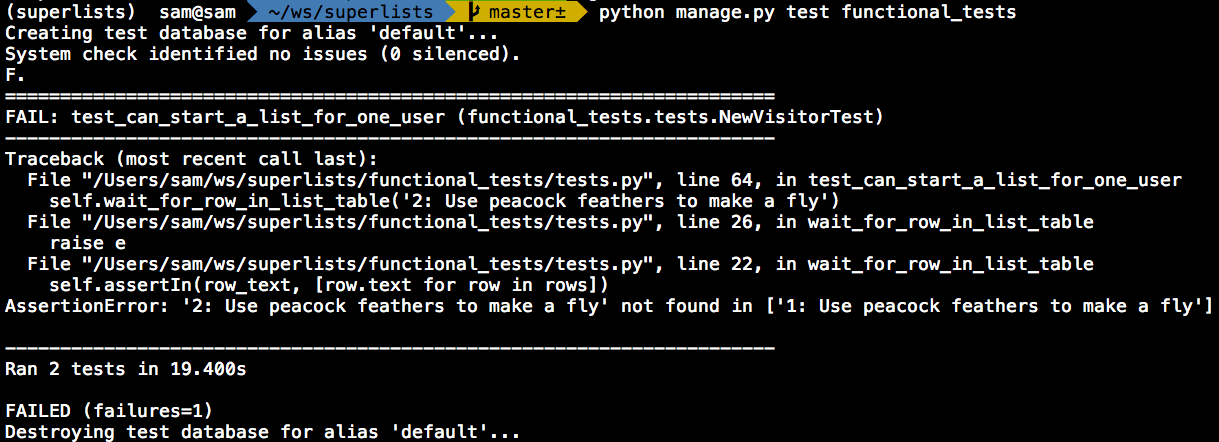 (superlists) sam@sam ~/ws/superlists master± python manage.py test functional_tests
Creating test database for alias 'default'...
System check identified no issues (0 silenced).
F.
======================================================================
FAIL: test_can_start_a_list_for_one_user (functional_tests.tests.NewVisitorTest)
----------------------------------------------------------------------
Traceback (most recent call last):
  File "/Users/sam/ws/superlists/functional_tests/tests.py", line 64, in test_can_start_a_list_for_one_user
    self.wait_for_row_in_list_table('2: Use peacock feathers to make a fly')
  File "/Users/sam/ws/superlists/functional_tests/tests.py", line 26, in wait_for_row_in_list_table
    raise e
  File "/Users/sam/ws/superlists/functional_tests/tests.py", line 22, in wait_for_row_in_list_table
    self.assertIn(row_text, [row.text for row in rows])
AssertionError: '2: Use peacock feathers to make a fly' not found in ['1: Use peacock feathers to make a fly']
----------------------------------------------------------------------
Ran 2 tests in 19.400s
FAILED (failures=1)
Destroying test database for alias 'default'...